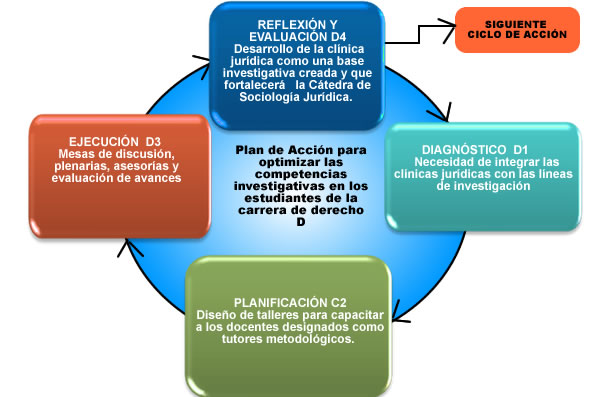 REFLEXIÓN Y
EVALUACIÓN D4
Desarrollo de la clínica
jurídica como una base
investigativa creada y que
fortalecerá la Cátedra de
Sociología Jurídica.
SIGUIENTE
CICLO DE ACCIÓN
EJECUCIÓN D3
Mesas de discusión,
plenarias, asesorías y
evaluación de avances
Plan de Acción para
optimizar las
competencias
investigativas en los
estudiantes de la
carrera de derecho
D
DIAGNÓSTICO D1
Necesidad de integrar las
clínicas jurídicas con las líneas
de investigación
PLANIFICACIÓN C2
Diseño de talleres para capacitar
a los docentes designados como
tutores metodológicos.